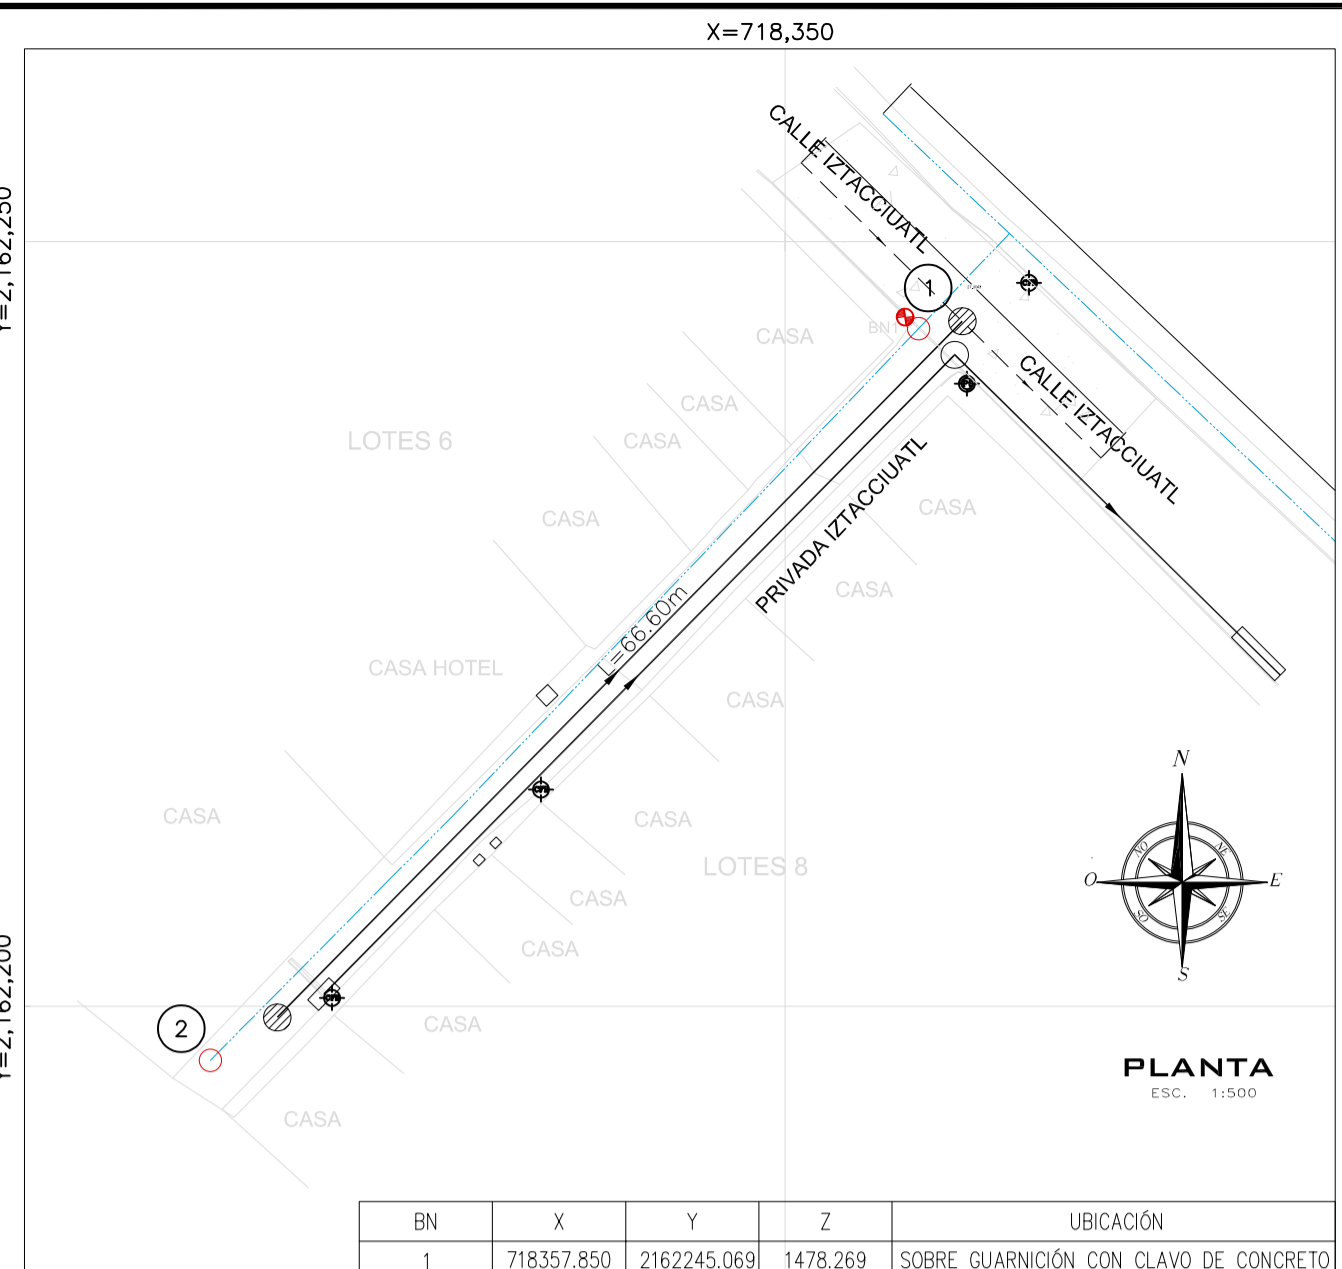 X=718,350
Y=2,162,250
CALLE IZTACCIUATL
1
BN1
CASA
CALLE IZTACCIUATL
CASA
LOTES 6
CASA
PRIVADA IZTACCIUATL
CASA
CASA
CASA
L=66.60m
CASA HOTEL
CASA
N
CASA
CASA
LOTES 8
NO
NE
O
E
SO
SE
S
CASA
CASA
Y=2,162,200
2
CASA
PLANTA
ESC. 1:500
CASA
BN X Y Z UBICACIÓN
1 718357.850 2162245.069 1478.269 SOBRE GUARNICIÓN CON CLAVO DE CONCRETO